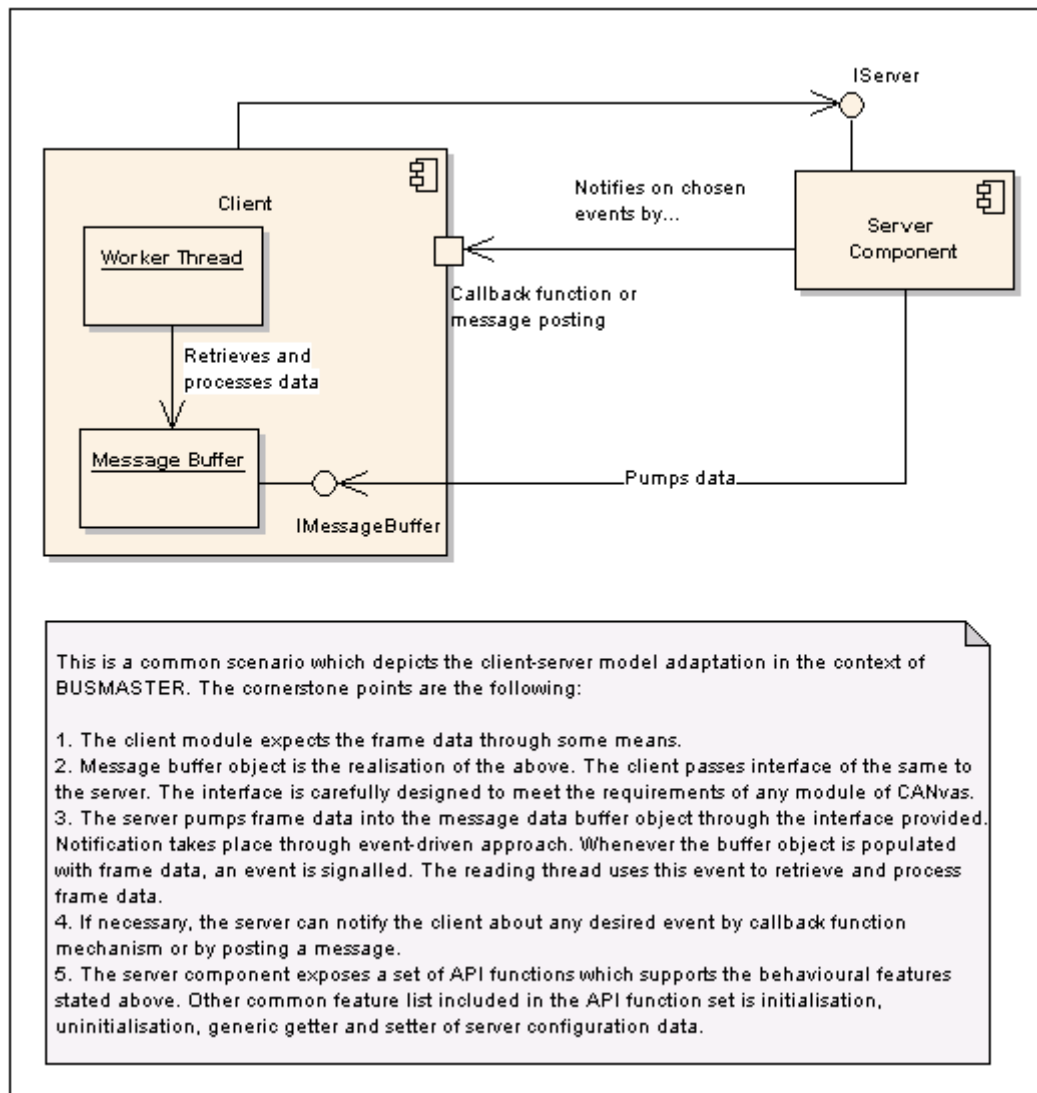 IServer
Client
Notifies on chosen
events by...
Server
Component
Worker Thread
Callback function or
message posting
Retrieves and
processes data
Message Buffer
Pumps data
IMessageBuffer
This is a common scenario which depicts the client-server model adaptation in the context of
BUSMASTER. The cornerstone points are the following:
1. The client module expects the frame data through some means.
2. Message buffer object is the realisation of the above. The client passes interface of the same to
the server. The interface is carefully designed to meet the requirements of any module of CANvas.
3. The server pumps frame data into the message data buffer object through the interface provided.
Notification takes place through event-driven approach. Whenever the buffer object is populated
with frame data, an event is signalled. The reading thread uses this event to retrieve and process
frame data.
4. If necessary, the server can notify the client about any desired event by callback function
mechanism or by posting a message.
5. The server component exposes a set of API functions which supports the behavioural features
stated above. Other common feature list included in the API function set is initialisation,
uninitialisation, generic getter and setter of server configuration data.